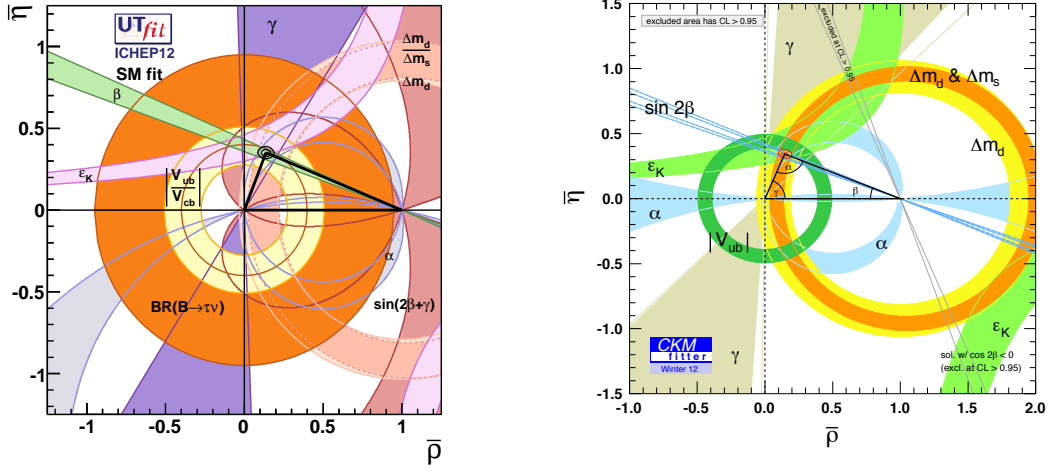 η̅
UT
fit
ICHEP12
SM fit
γ
Δm_d
Δm_s
Δm_d
β
ε_K
|V_ub
V_cb|
α
BR(B→τν)
sin(2β+γ)
1
0.5
0
-0.5
-1
-1
-0.5
0
0.5
1
ρ̅
excluded area has CL > 0.95
excluded at CL > 0.95
γ
Δm_d & Δm_s
sin 2β
Δm_d
ε_K
α
α
β
γ
α
|V_ub|
ε_K
γ
CKM
fitter
Winter 12
sol. w/ cos 2β < 0
(excl. at CL > 0.95)
η̅
1.5
1.0
0.5
0.0
-0.5
-1.0
-1.5
-1.0
-0.5
0.0
0.5
1.0
1.5
2.0
ρ̅